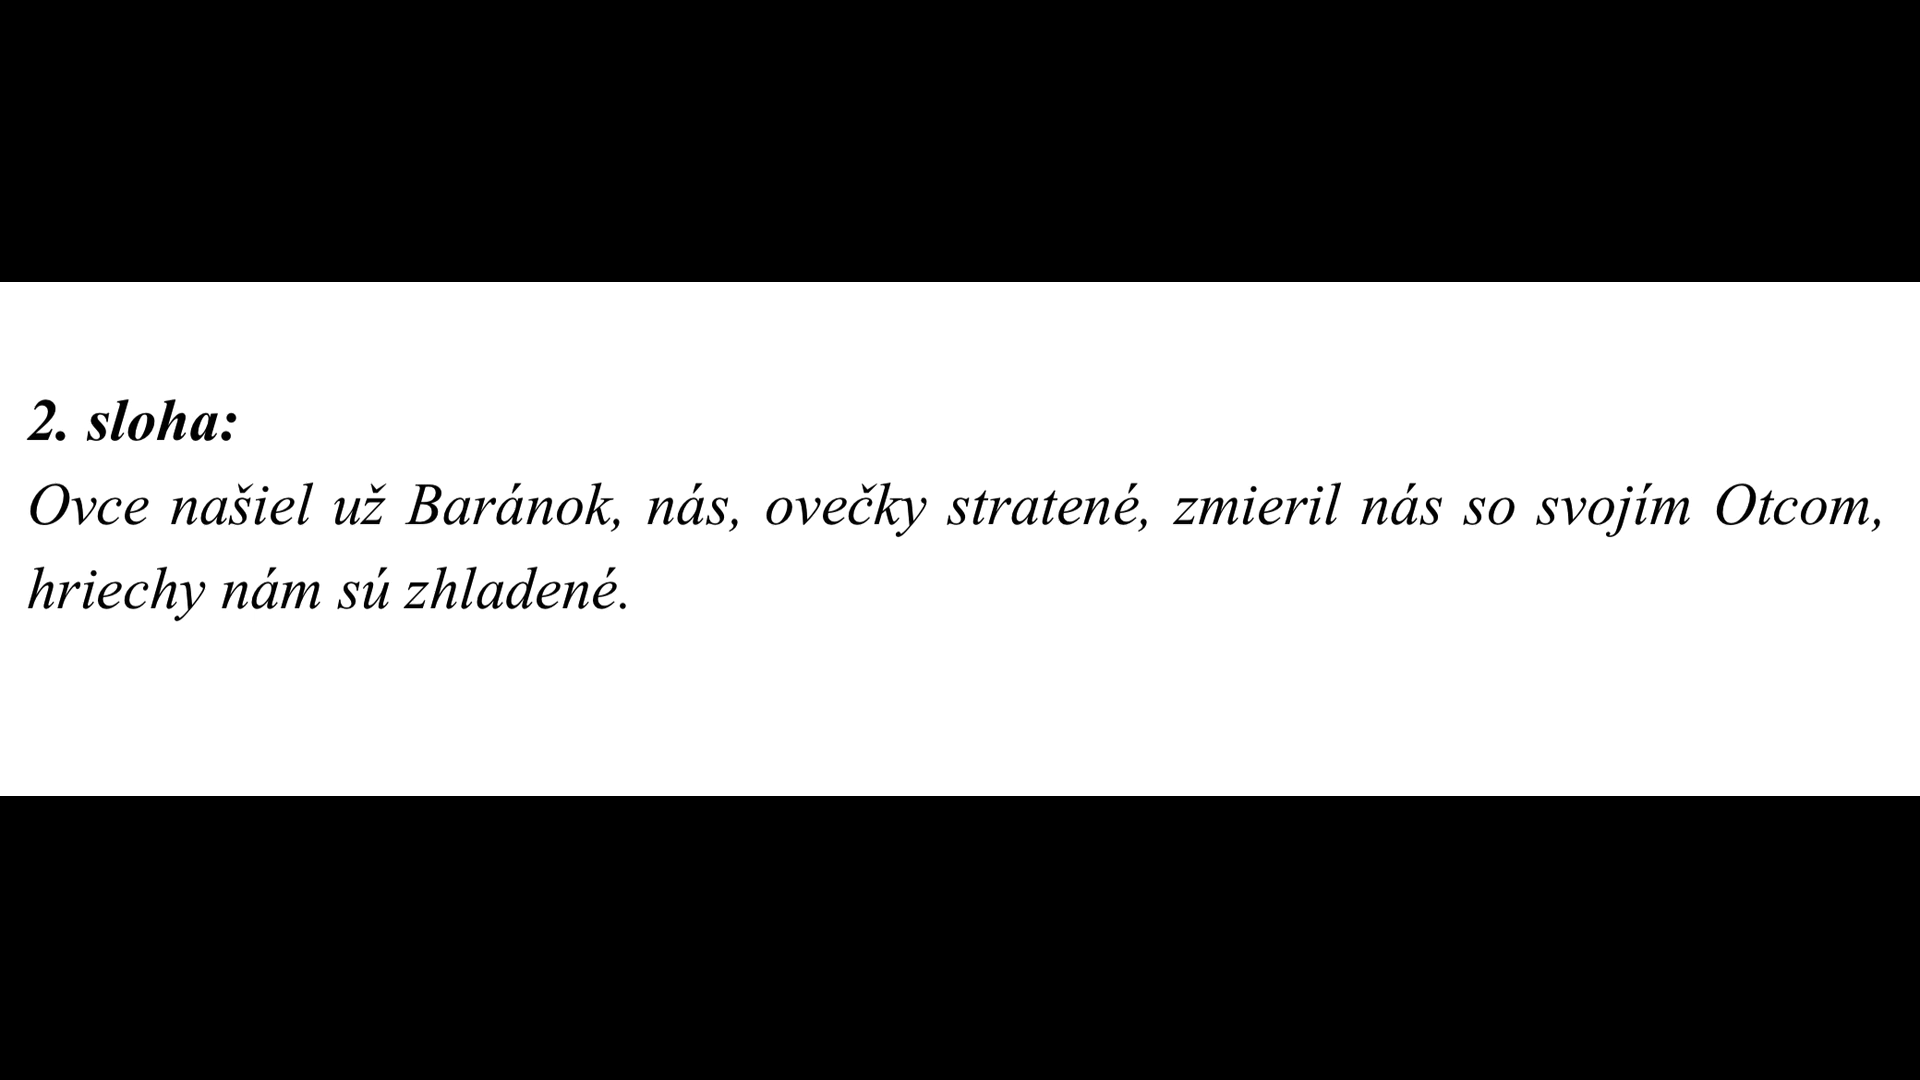 2. sloha:
Ovce našiel už Baránok, nás, ovečky stratené, zmieril nás so svojím Otcom,
hriechy nám sú zhladené.